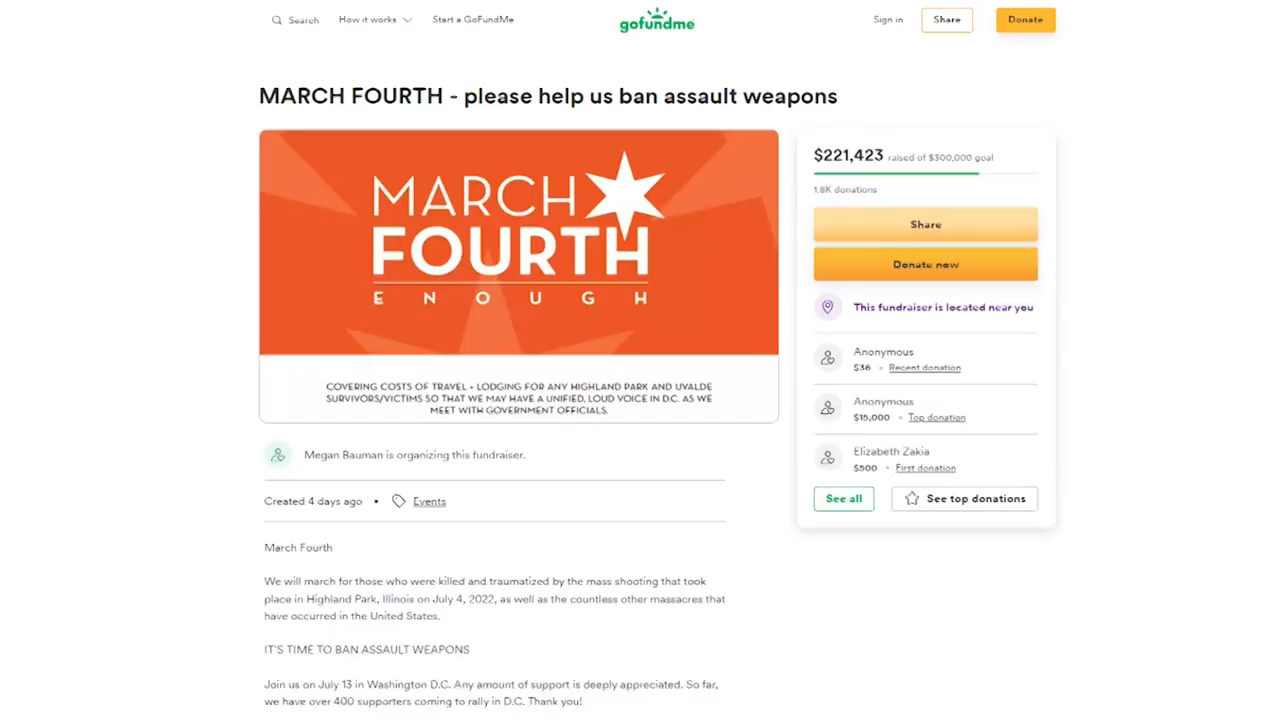 Search How it works Start a GoFundMe gofundme Sign in Share Donate
MARCH FOURTH - please help us ban assault weapons
MARCH
FOURTH
ENOUGH
COVERING COSTS OF TRAVEL + LODGING FOR ANY HIGHLAND PARK AND UVALDE
SURVIVORS/VICTIMS SO THAT WE MAY HAVE A UNIFIED, LOUD VOICE IN D.C. AS WE
MEET WITH GOVERNMENT OFFICIALS.
Megan Bauman is organizing this fundraiser.
Created 4 days ago • Events
March Fourth
We will march for those who were killed and traumatized by the mass shooting that took
place in Highland Park, Illinois on July 4, 2022, as well as the countless other massacres that
have occurred in the United States.
IT'S TIME TO BAN ASSAULT WEAPONS
Join us on July 13 in Washington D.C. Any amount of support is deeply appreciated. So far,
we have over 400 supporters coming to rally in D.C. Thank you!
$221,423 raised of $300,000 goal
1.8K donations
Share
Donate now
This fundraiser is located near you
Anonymous
$36 • Recent donation
Anonymous
$15,000 • Top donation
Elizabeth Zakia
$500 • First donation
See all See top donations